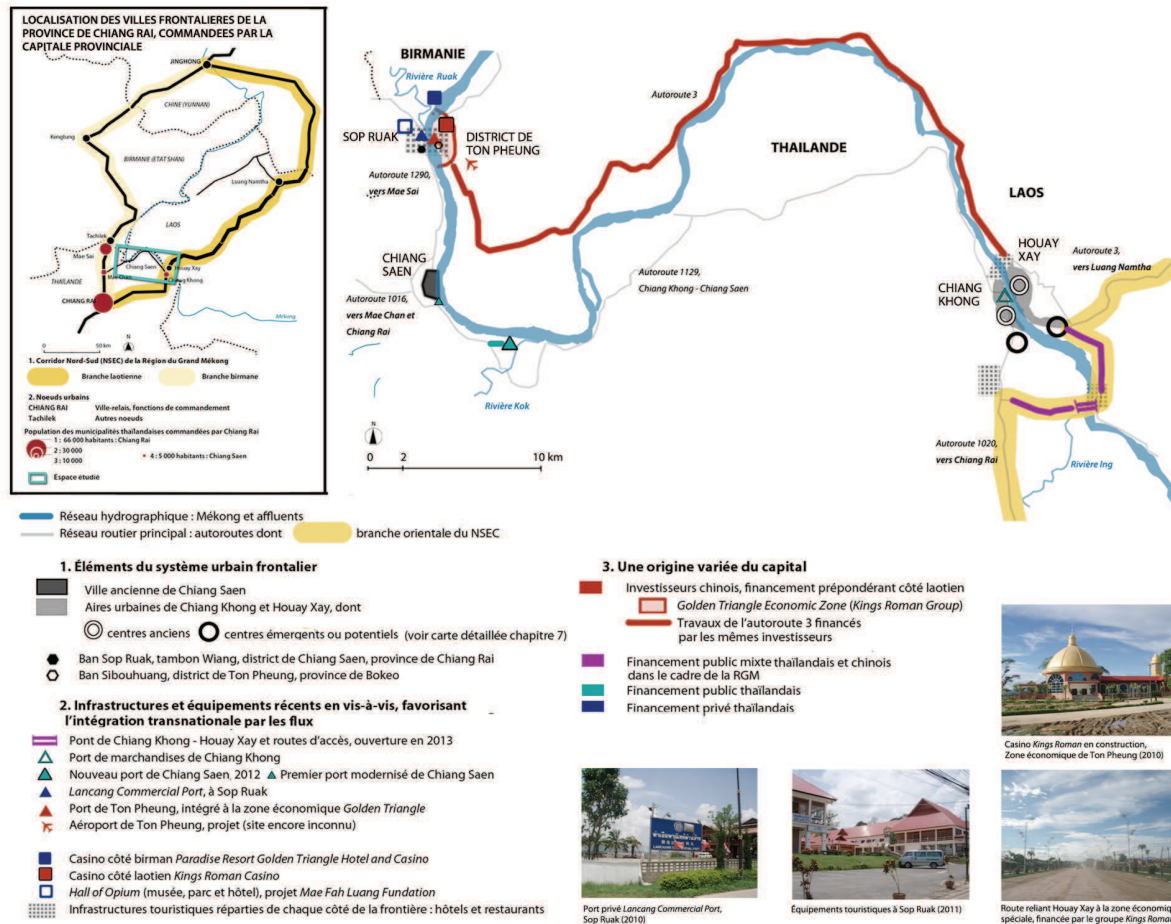 LOCALISATION DES VILLES FRONTALIERES DE LA
PROVINCE DE CHIANG RAI, COMMANDEES PAR LA
CAPITALE PROVINCIALE
JINGHONG
CHINE (YUNNAN)
Kengtung
BIRMANIE (ETAT SHAN)
Luang Namtha
LAOS
Tachilek
Mae Sai
Chiang Saen
Houay Xay
Mae Chan
Chiang Khong
THAILANDE
CHIANG RAI
Mékong
N
0 50 km
1. Corridor Nord-Sud (NSEC) de la Région du Grand Mékong
Branche laotienne Branche birmane
2. Noeuds urbains
CHIANG RAI Ville-relais, fonctions de commandement
Tachilek Autres noeuds
Population des municipalités thaïlandaises commandées par Chiang Rai
1 : 66 000 habitants : Chiang Rai
2 : 30 000
3 : 10 000
4 : 5 000 habitants : Chiang Saen
Espace étudié
BIRMANIE
Rivière Ruak
SOP RUAK
DISTRICT DE
TON PHEUNG
Autoroute 3
THAILANDE
Autoroute 1290,
vers Mae Sai
LAOS
HOUAY
XAY
Autoroute 3,
vers Luang Namtha
CHIANG
SAEN
Autoroute 1129,
Chiang Khong - Chiang Saen
CHIANG
KHONG
Autoroute 1016,
vers Mae Chan et
Chiang Rai
Rivière Kok
N
0 2 10 km
Autoroute 1020,
vers Chiang Rai
Rivière Ing
Réseau hydrographique : Mékong et affluents
Réseau routier principal : autoroutes dont branche orientale du NSEC
1. Éléments du système urbain frontalier
Ville ancienne de Chiang Saen
Aires urbaines de Chiang Khong et Houay Xay, dont
centres anciens centres émergents ou potentiels (voir carte détaillée chapitre 7)
Ban Sop Ruak, tambon Wiang, district de Chiang Saen, province de Chiang Rai
Ban Sibouhuang, district de Ton Pheung, province de Bokeo
2. Infrastructures et équipements récents en vis-à-vis, favorisant
l'intégration transnationale par les flux
Pont de Chiang Khong - Houay Xay et routes d'accès, ouverture en 2013
Port de marchandises de Chiang Khong
Nouveau port de Chiang Saen, 2012 Premier port modernisé de Chiang Saen
Lancang Commercial Port, à Sop Ruak
Port de Ton Pheung, intégré à la zone économique Golden Triangle
Aéroport de Ton Pheung, projet (site encore inconnu)
Casino côté birman Paradise Resort Golden Triangle Hotel and Casino
Casino côté laotien Kings Roman Casino
Hall of Opium (musée, parc et hôtel), projet Mae Fah Luang Fundation
Infrastructures touristiques réparties de chaque côté de la frontière : hôtels et restaurants
3. Une origine variée du capital
Investisseurs chinois, financement prépondérant côté laotien
Golden Triangle Economic Zone (Kings Roman Group)
Travaux de l'autoroute 3 financés
par les mêmes investisseurs
Financement public mixte thaïlandais et chinois
dans le cadre de la RGM
Financement public thaïlandais
Financement privé thaïlandais
Casino Kings Roman en construction,
Zone économique de Ton Pheung (2010)
Port privé Lancang Commercial Port,
Sop Ruak (2010)
Équipements touristiques à Sop Ruak (2011)
Route reliant Houay Xay à la zone économiq
spéciale, financée par le groupe Kings Roman